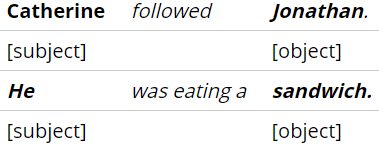 Catherine followed Jonathan.
[subject] [object]
He was eating a sandwich.
[subject] [object]